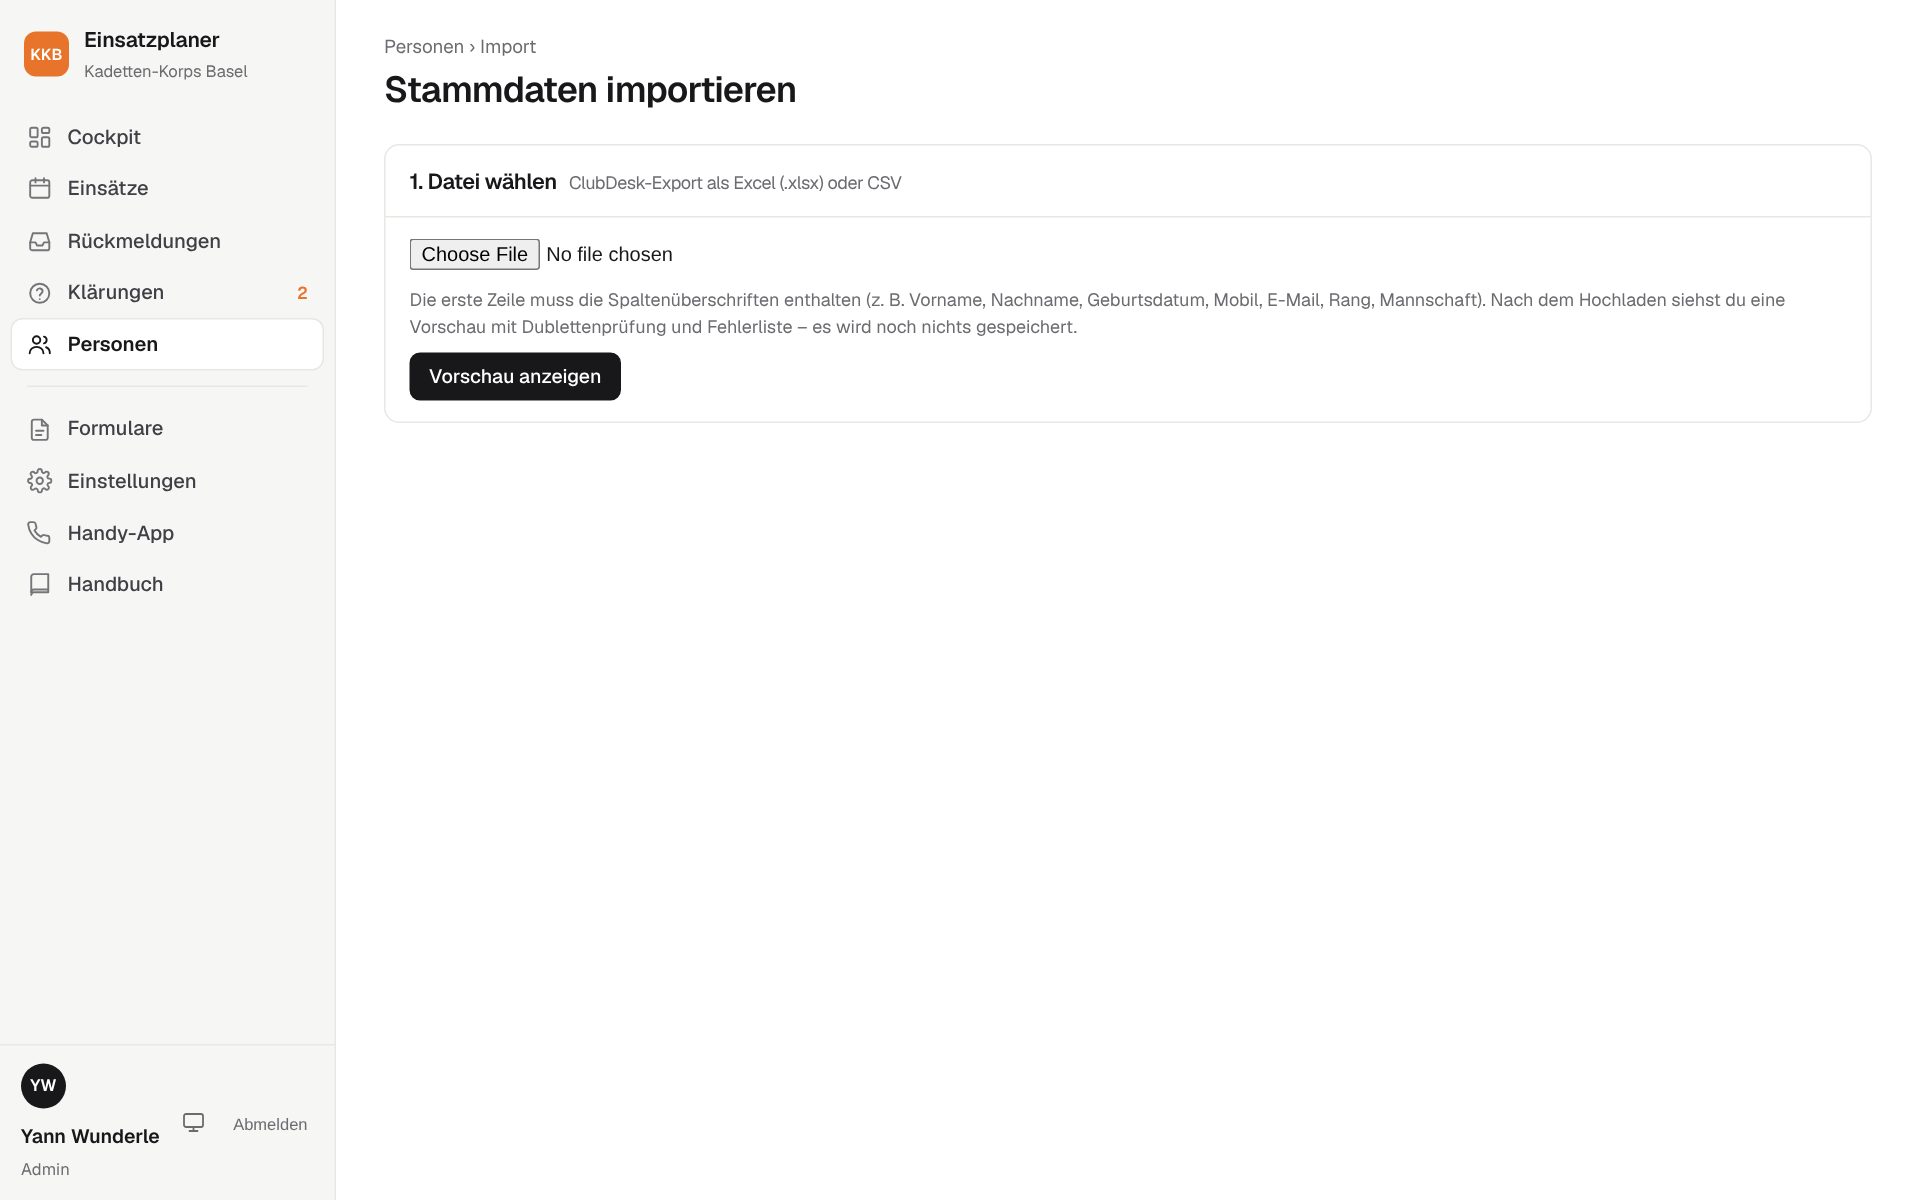 KKB
Einsatzplaner
Kadetten-Korps Basel
Cockpit
Einsätze
Rückmeldungen
Klärungen 2
Personen
Formulare
Einstellungen
Handy-App
Handbuch
YW
Yann Wunderle
Admin
Abmelden
Personen › Import
Stammdaten importieren
1. Datei wählen ClubDesk-Export als Excel (.xlsx) oder CSV
Choose File No file chosen
Die erste Zeile muss die Spaltenüberschriften enthalten (z. B. Vorname, Nachname, Geburtsdatum, Mobil, E-Mail, Rang, Mannschaft). Nach dem Hochladen siehst du eine
Vorschau mit Dublettenprüfung und Fehlerliste – es wird noch nichts gespeichert.
Vorschau anzeigen